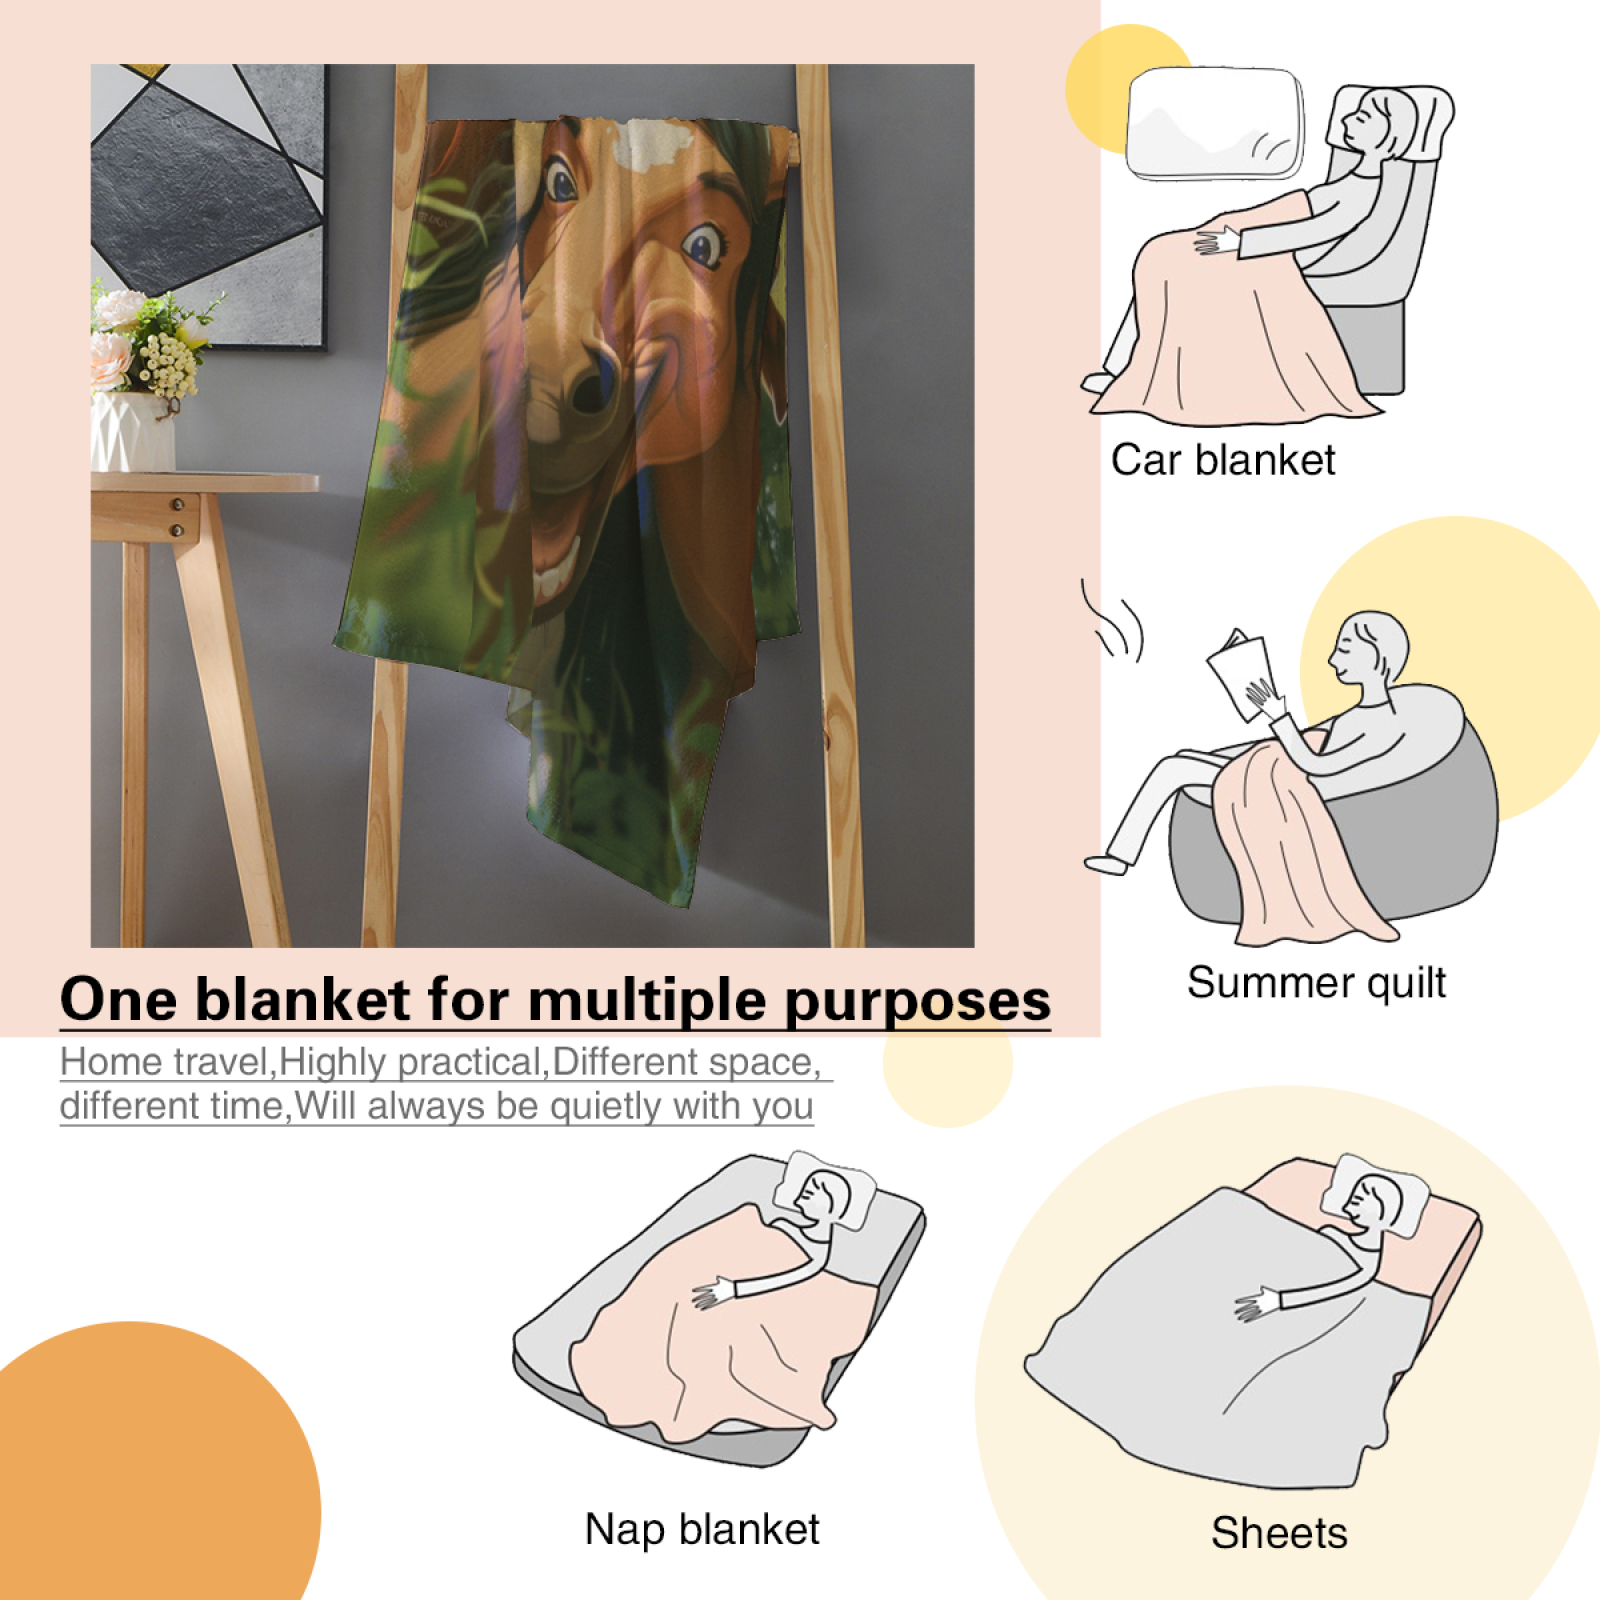 Car blanket
Summer quilt
One blanket for multiple purposes
Home travel,Highly practical,Different space,
different time,Will always be quietly with you
Nap blanket
Sheets